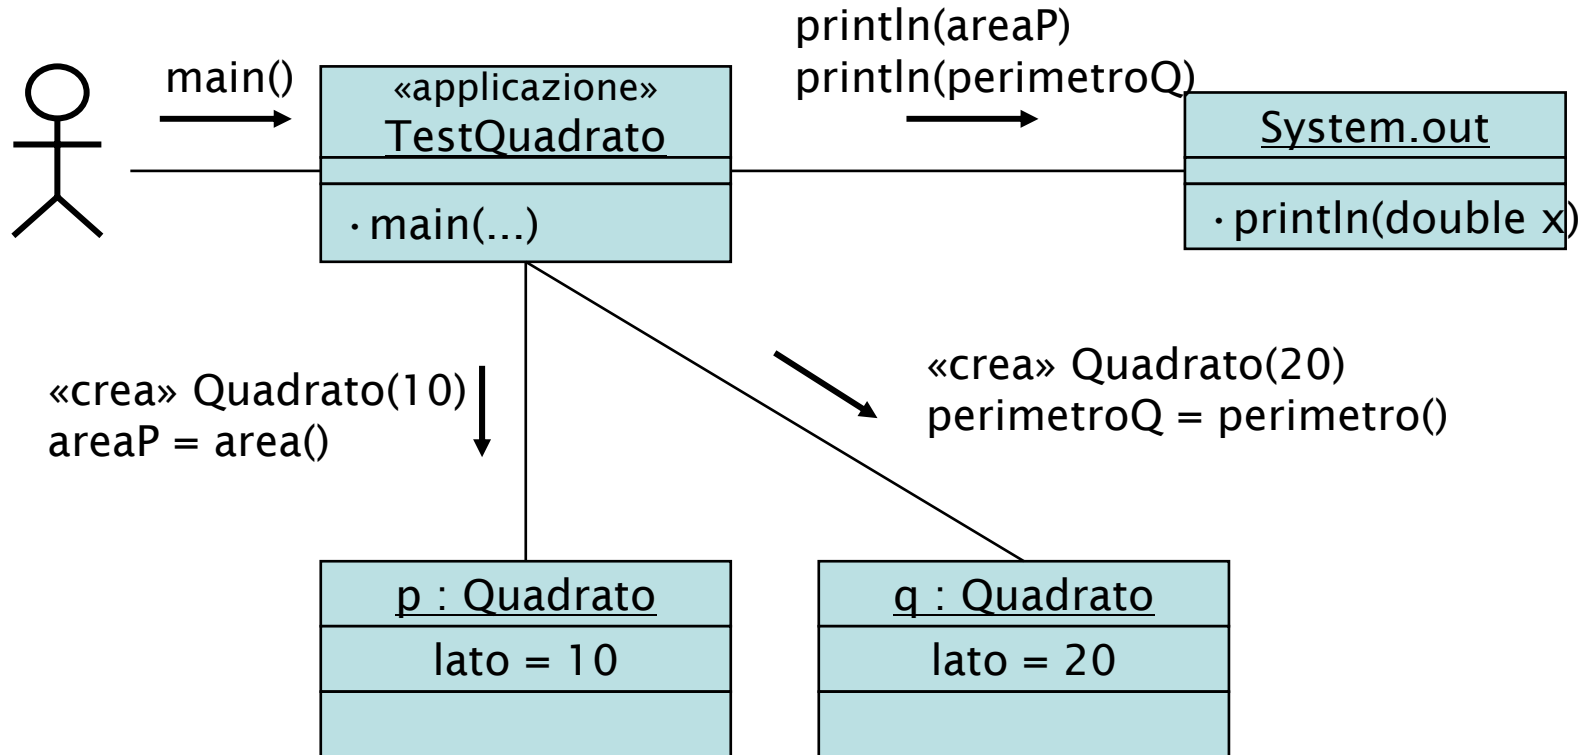 println(areaP)
println(perimetroQ)
main()
«applicazione»
TestQuadrato
System.out
·main(...)
·println(double x)
«crea» Quadrato(10)
areaP = area()
«crea» Quadrato(20)
perimetroQ = perimetro()
p : Quadrato
lato = 10
q : Quadrato
lato = 20